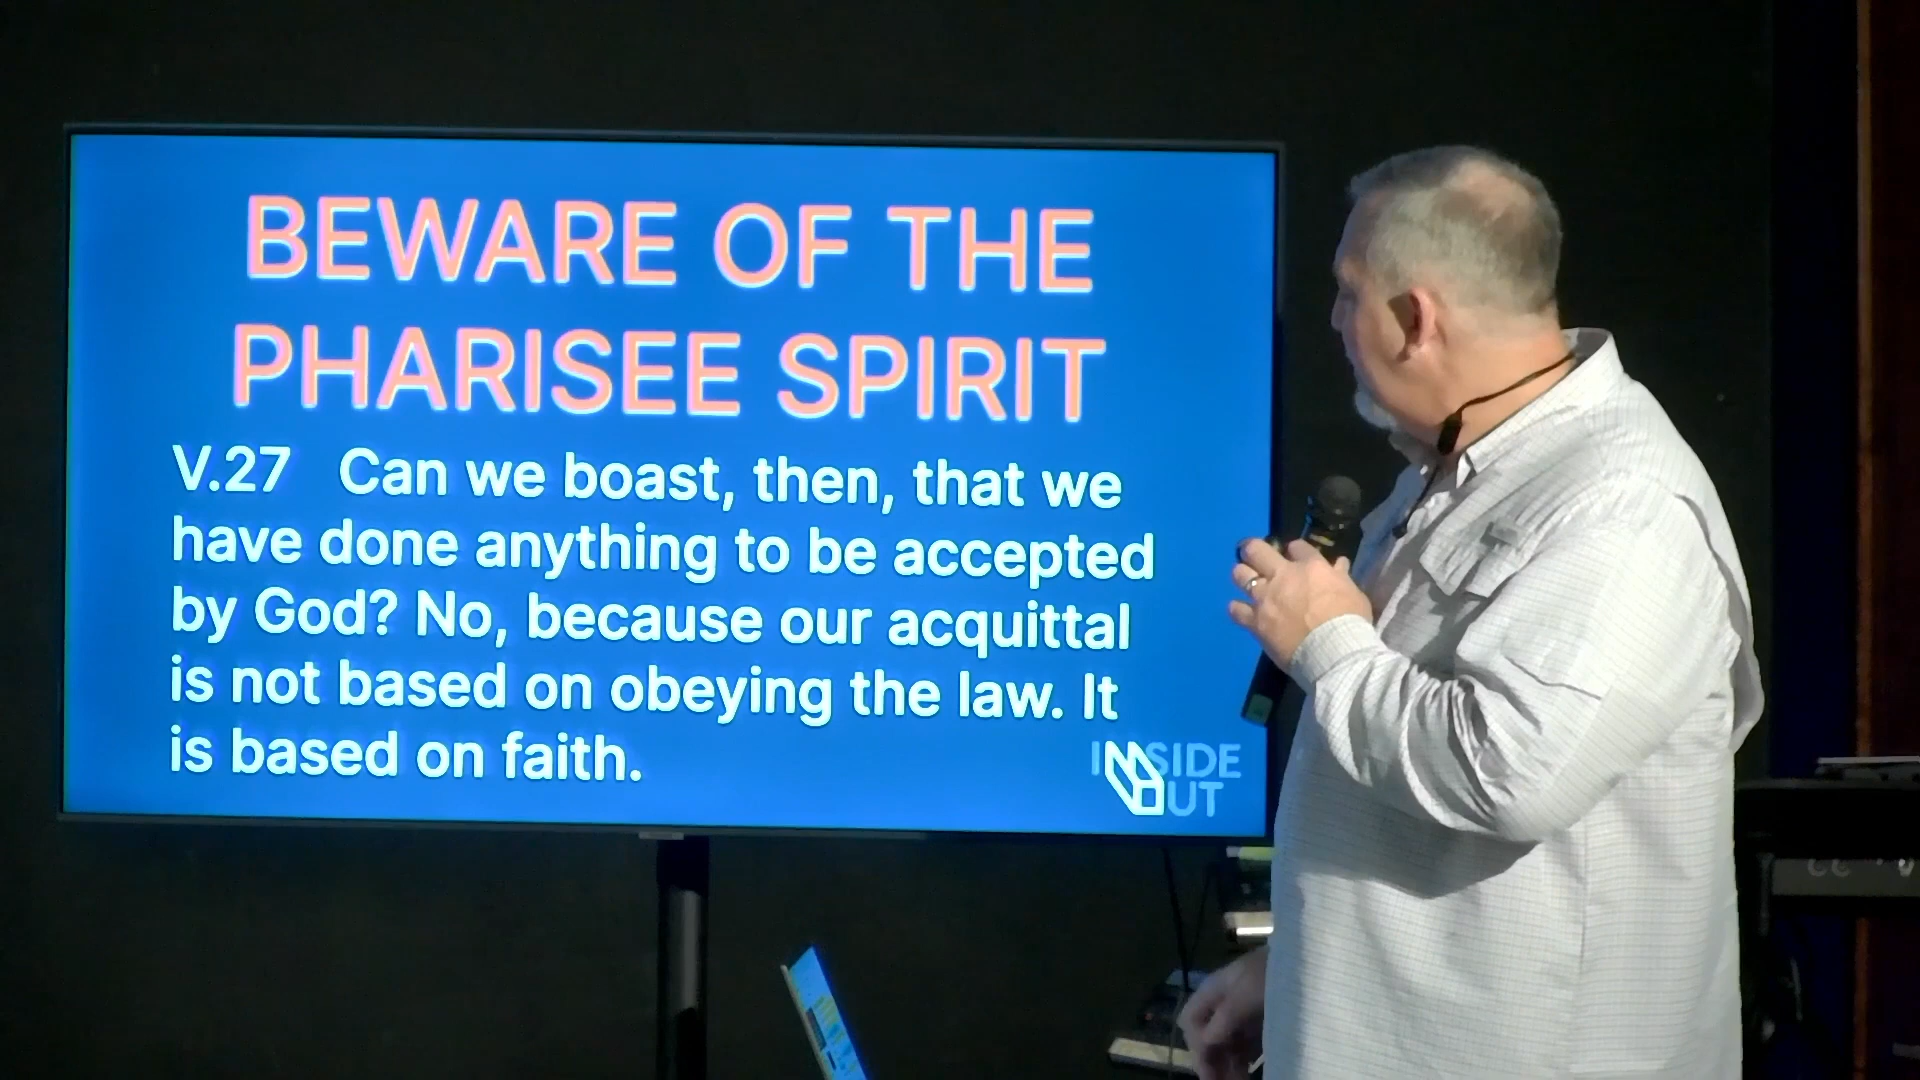 BEWARE OF THE
PHARISEE SPIRIT
V.27 Can we boast, then, that we
have done anything to be accepted
by God? No, because our acquittal
is not based on obeying the law. It
is based on faith.
INSIDE
OUT